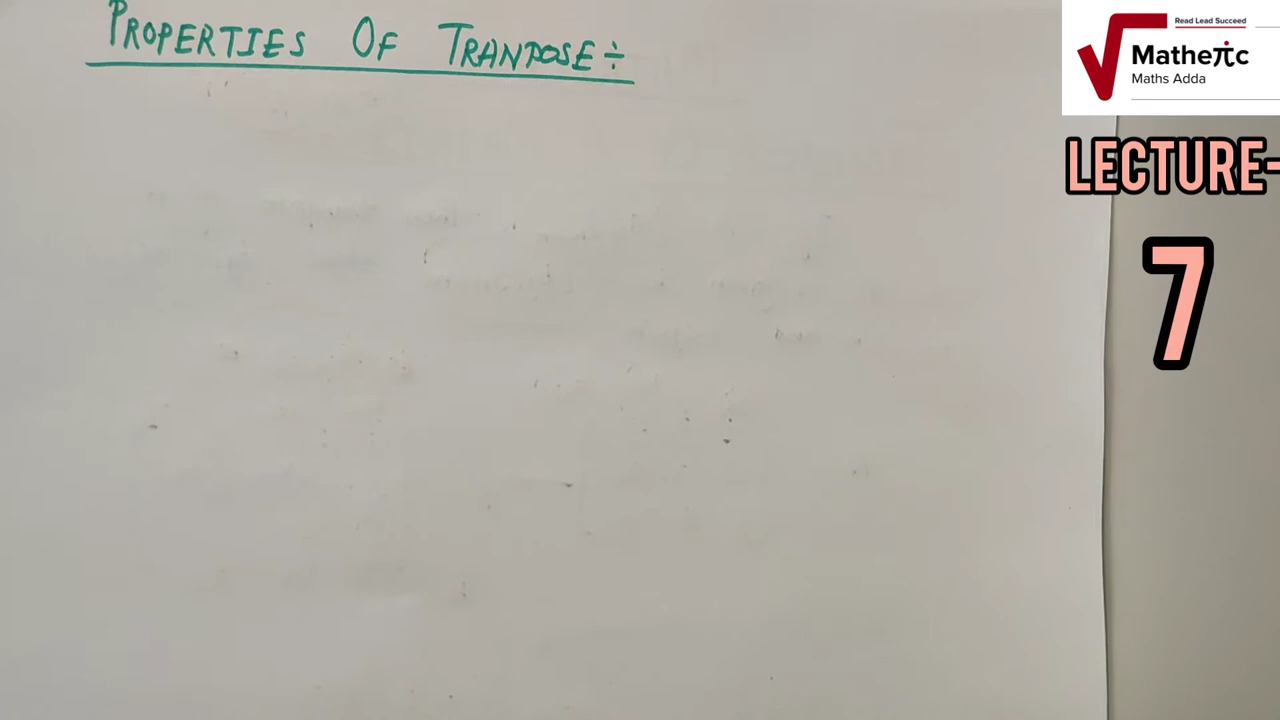 PROPERTIES OF TRANPOSE÷
Read Lead Succeed
Matheπc
Maths Adda
LECTURE-
7